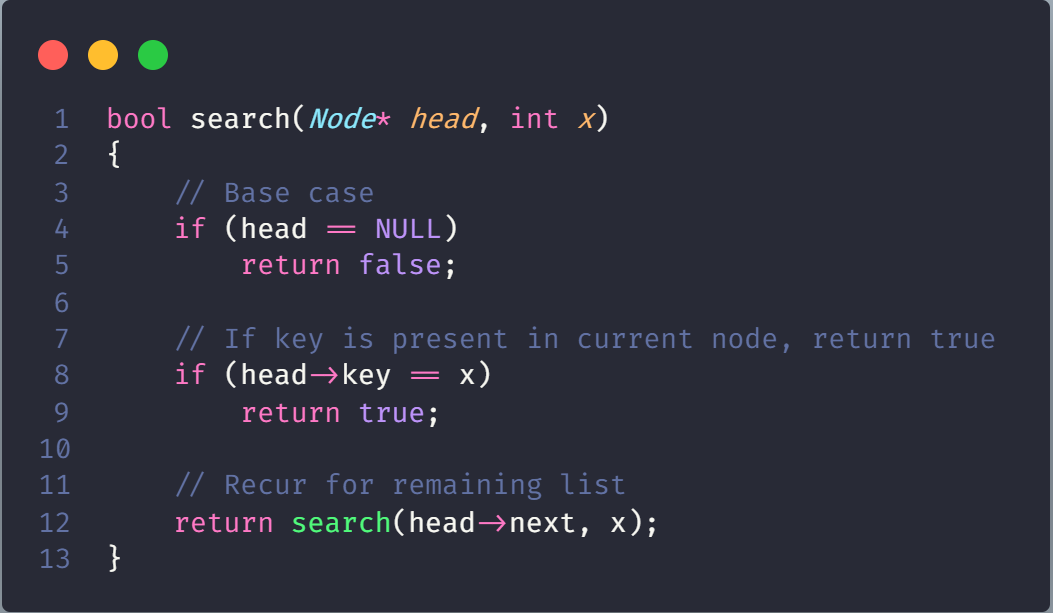 1 bool search(Node* head, int x)
2 {
3     // Base case
4     if (head == NULL)
5         return false;
6
7     // If key is present in current node, return true
8     if (head->key == x)
9         return true;
10
11     // Recur for remaining list
12     return search(head->next, x);
13 }